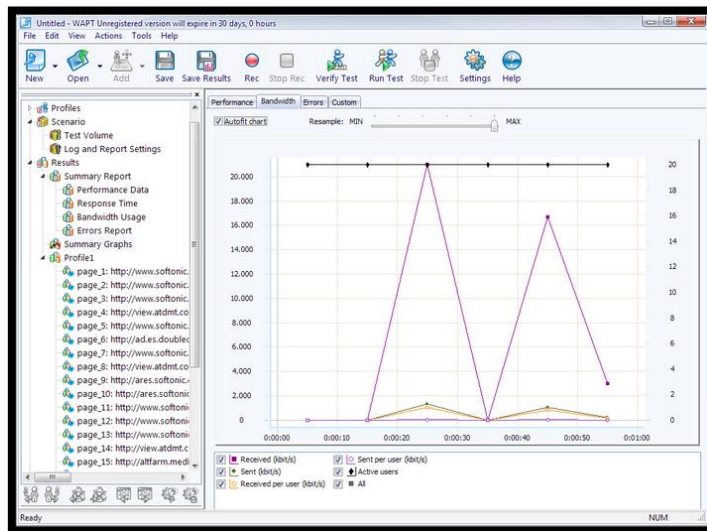 Untitled - WAPT Unregistered version will expire in 30 days, 0 hours
File Edit View Actions Tools Help
New Open Add Save Save Results Rec Stop Rec Verify Test Run Test Stop Test Settings Help
Profiles
Scenario
Test Volume
Log and Report Settings
Results
Summary Report
Performance Data
Response Time
Bandwidth Usage
Errors Report
Summary Graphs
Profile1
page_1: http://www.softonic.
page_2: http://www.softonic.
page_3: http://www.softonic.
page_4: http://view.atdmt.co
page_5: http://www.softonic.
page_6: http://ad.es.doublec
page_7: http://www.softonic.
page_8: http://view.atdmt.co
page_9: http://ares.softonic.
page_10: http://ares.softonic
page_11: http://www.softoni
page_12: http://www.softoni
page_13: http://www.softoni
page_14: http://view.atdmt.c
page_15: http://altfarm.medi
Performance Bandwidth Errors Custom
Autofit chart Resample: MIN MAX
20.000 20
18.000 18
16.000 16
14.000 14
12.000 12
10.000 10
8.000 8
6.000 6
4.000 4
2.000 2
0 0
0:00:00 0:00:10 0:00:20 0:00:30 0:00:40 0:00:50 0:01:00
Received (kbit/s) Sent per user (kbit/s)
Sent (kbit/s) Active users
Received per user (kbit/s) All
Ready NUM